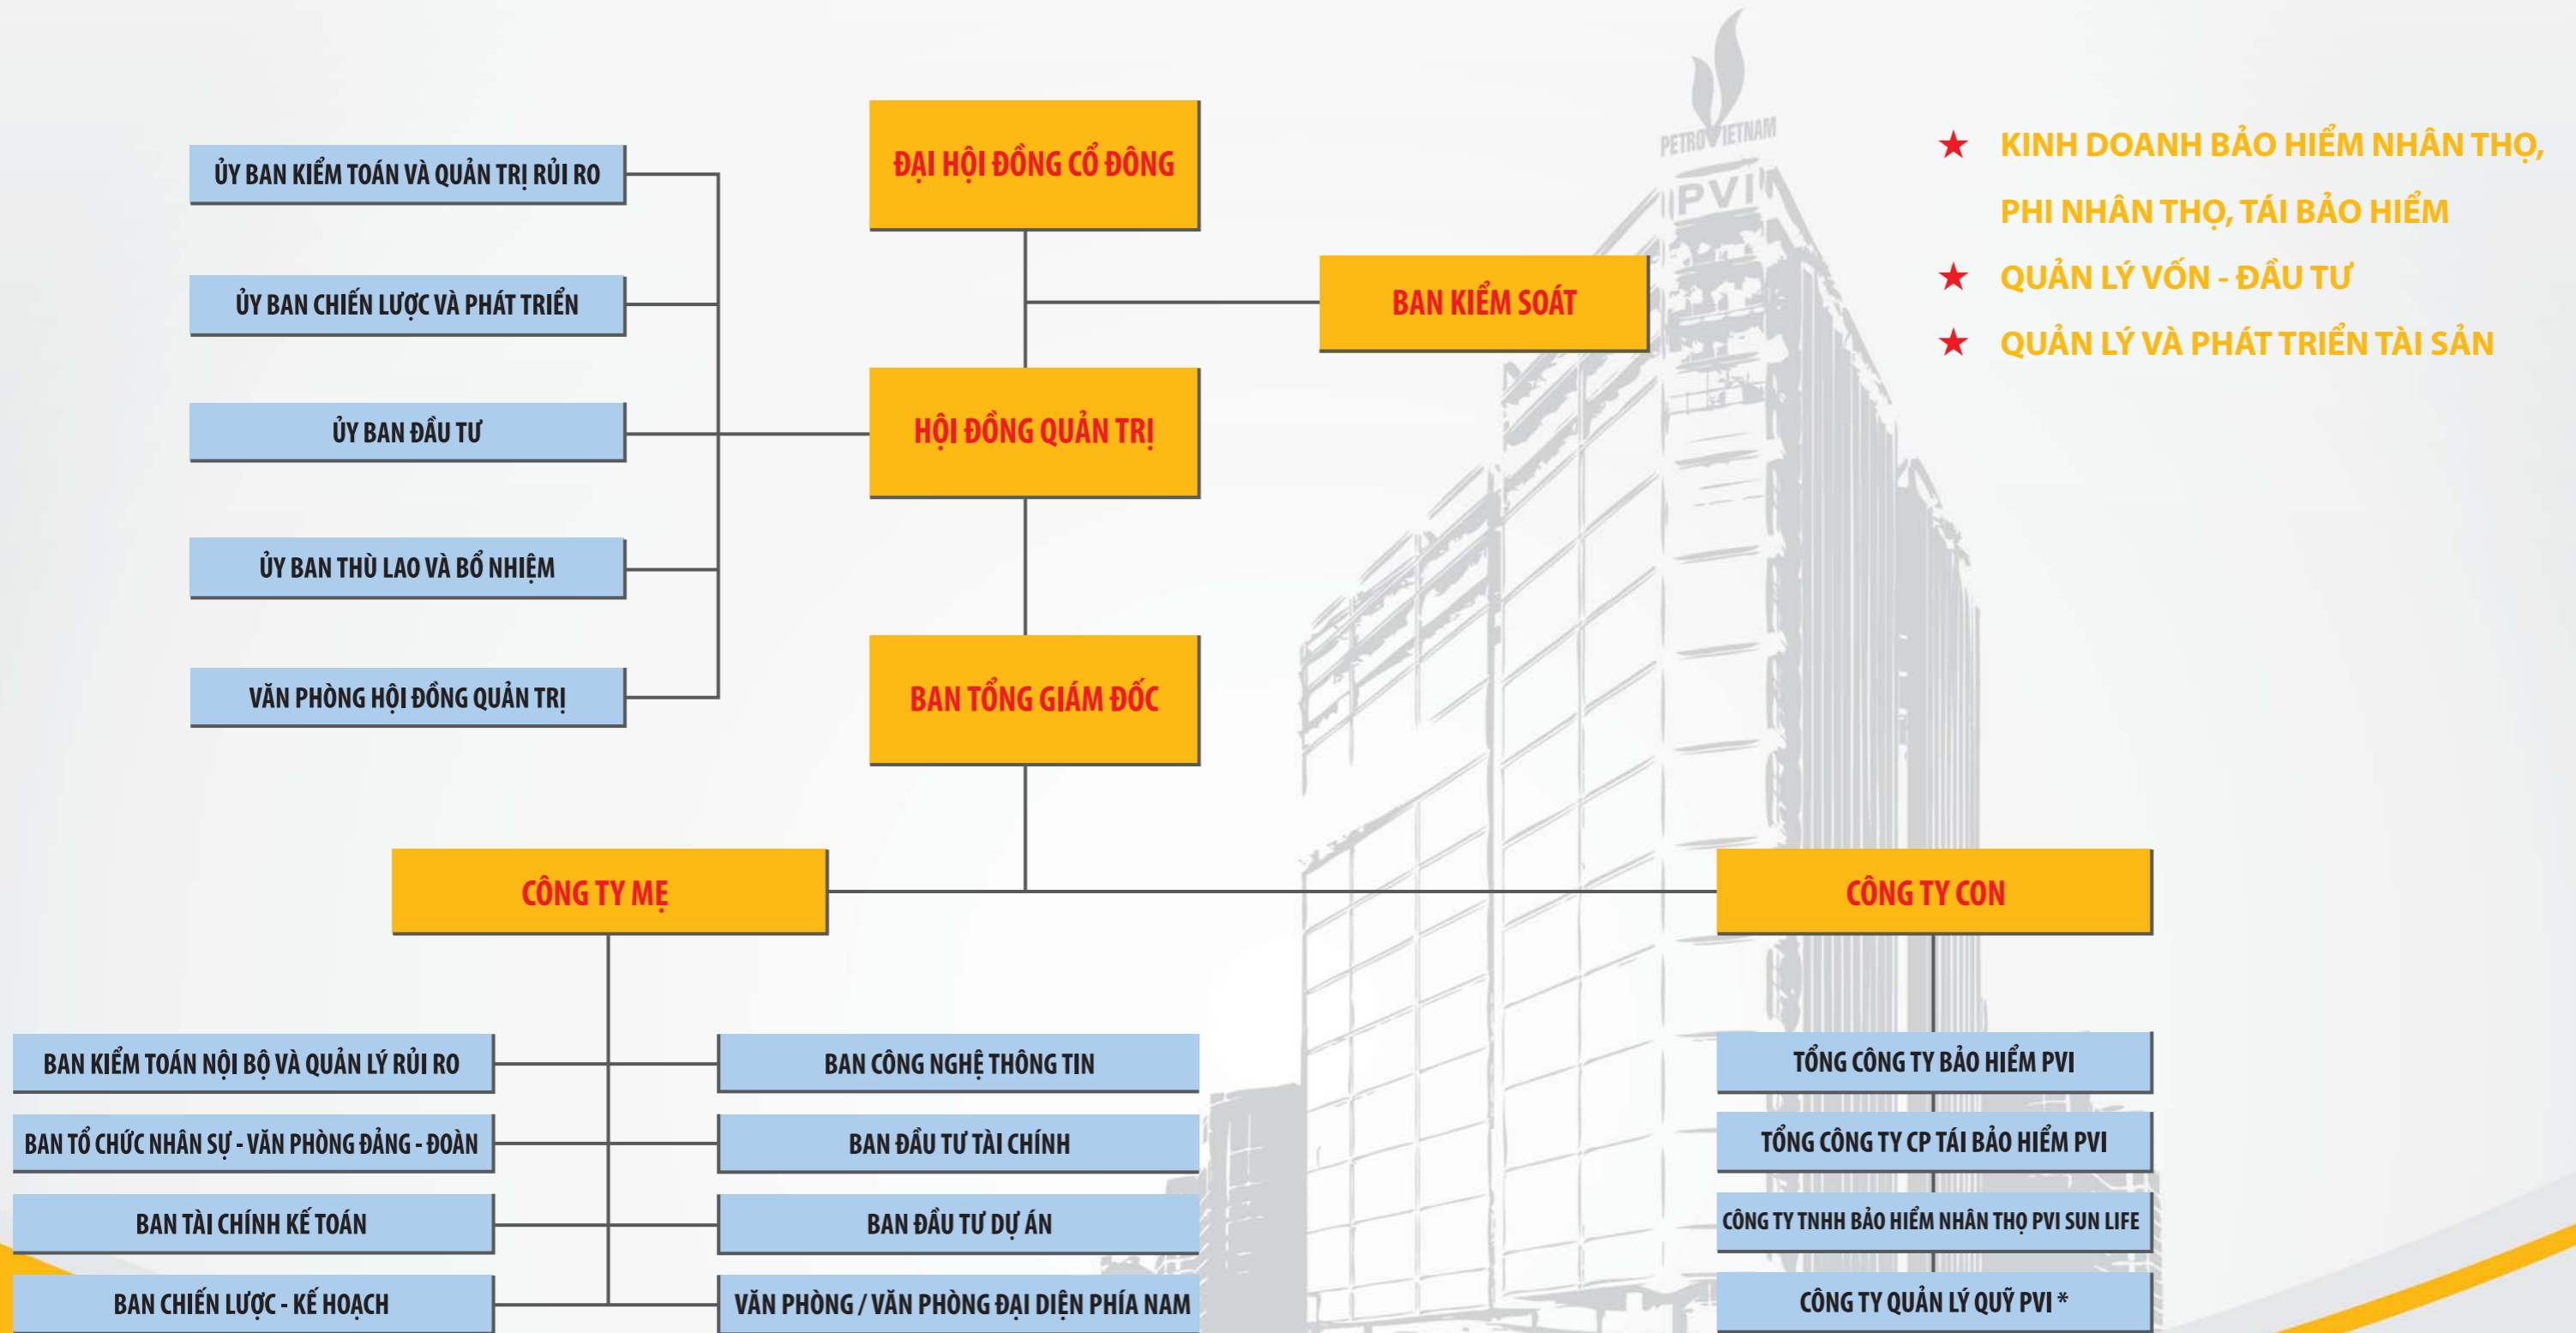 PETROVIETNAM
PVI
ĐẠI HỘI ĐỒNG CỔ ĐÔNG
BAN KIỂM SOÁT
HỘI ĐỒNG QUẢN TRỊ
ỦY BAN KIỂM TOÁN VÀ QUẢN TRỊ RỦI RO
ỦY BAN CHIẾN LƯỢC VÀ PHÁT TRIỂN
ỦY BAN ĐẦU TƯ
ỦY BAN THÙ LAO VÀ BỔ NHIỆM
VĂN PHÒNG HỘI ĐỒNG QUẢN TRỊ
BAN TỔNG GIÁM ĐỐC
★ KINH DOANH BẢO HIỂM NHÂN THỌ,
PHI NHÂN THỌ, TÁI BẢO HIỂM
★ QUẢN LÝ VỐN - ĐẦU TƯ
★ QUẢN LÝ VÀ PHÁT TRIỂN TÀI SẢN
CÔNG TY MẸ
BAN KIỂM TOÁN NỘI BỘ VÀ QUẢN LÝ RỦI RO
BAN TỔ CHỨC NHÂN SỰ - VĂN PHÒNG ĐẢNG - ĐOÀN
BAN TÀI CHÍNH KẾ TOÁN
BAN CHIẾN LƯỢC - KẾ HOẠCH
BAN CÔNG NGHỆ THÔNG TIN
BAN ĐẦU TƯ TÀI CHÍNH
BAN ĐẦU TƯ DỰ ÁN
VĂN PHÒNG / VĂN PHÒNG ĐẠI DIỆN PHÍA NAM
CÔNG TY CON
TỔNG CÔNG TY BẢO HIỂM PVI
TỔNG CÔNG TY CP TÁI BẢO HIỂM PVI
CÔNG TY TNHH BẢO HIỂM NHÂN THỌ PVI SUN LIFE
CÔNG TY QUẢN LÝ QUỸ PVI *